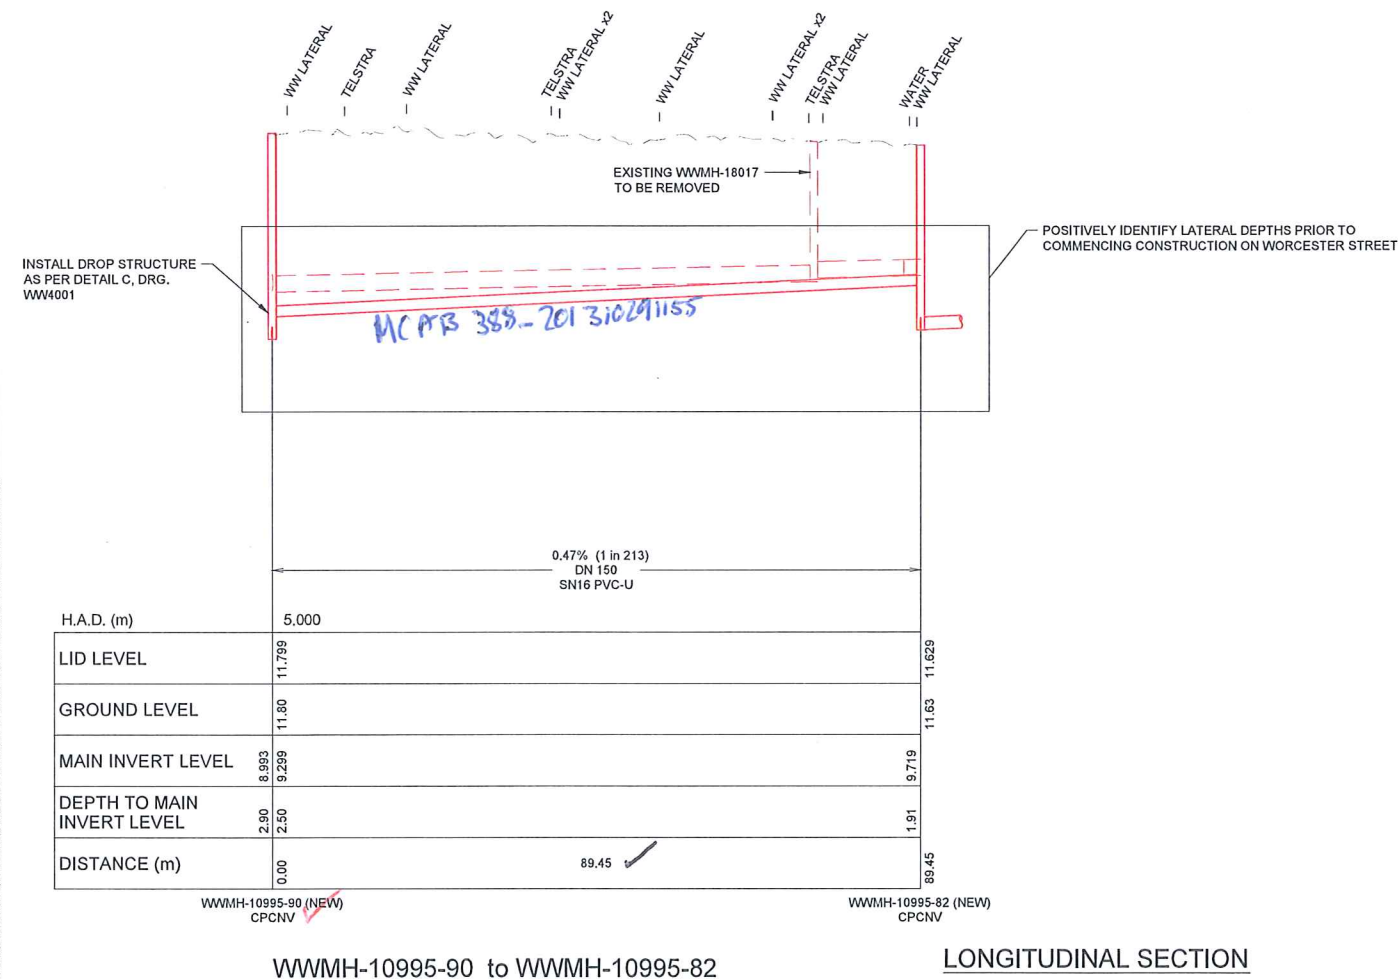 WW LATERAL
TELSTRA
WW LATERAL
TELSTRA
WW LATERAL x2
WW LATERAL
WW LATERAL x2
TELSTRA
WW LATERAL
WATER
WW LATERAL
EXISTING WWMH-18017
TO BE REMOVED
POSITIVELY IDENTIFY LATERAL DEPTHS PRIOR TO
COMMENCING CONSTRUCTION ON WORCESTER STREET
INSTALL DROP STRUCTURE
AS PER DETAIL C, DRG.
WW4001
388-201310291155
0.47% (1 in 213)
DN 150
SN16 PVC-U
H.A.D. (m) 5.000
LID LEVEL 11.799 11.629
GROUND LEVEL 11.80 11.63
MAIN INVERT LEVEL 8.993 9.299 9.719
DEPTH TO MAIN
INVERT LEVEL 2.90 2.50 1.91
DISTANCE (m) 0.00 89.45 89.45
WWMH-10995-90 (NEW)
CPCNV
WWMH-10995-82 (NEW)
CPCNV
WWMH-10995-90 to WWMH-10995-82
LONGITUDINAL SECTION